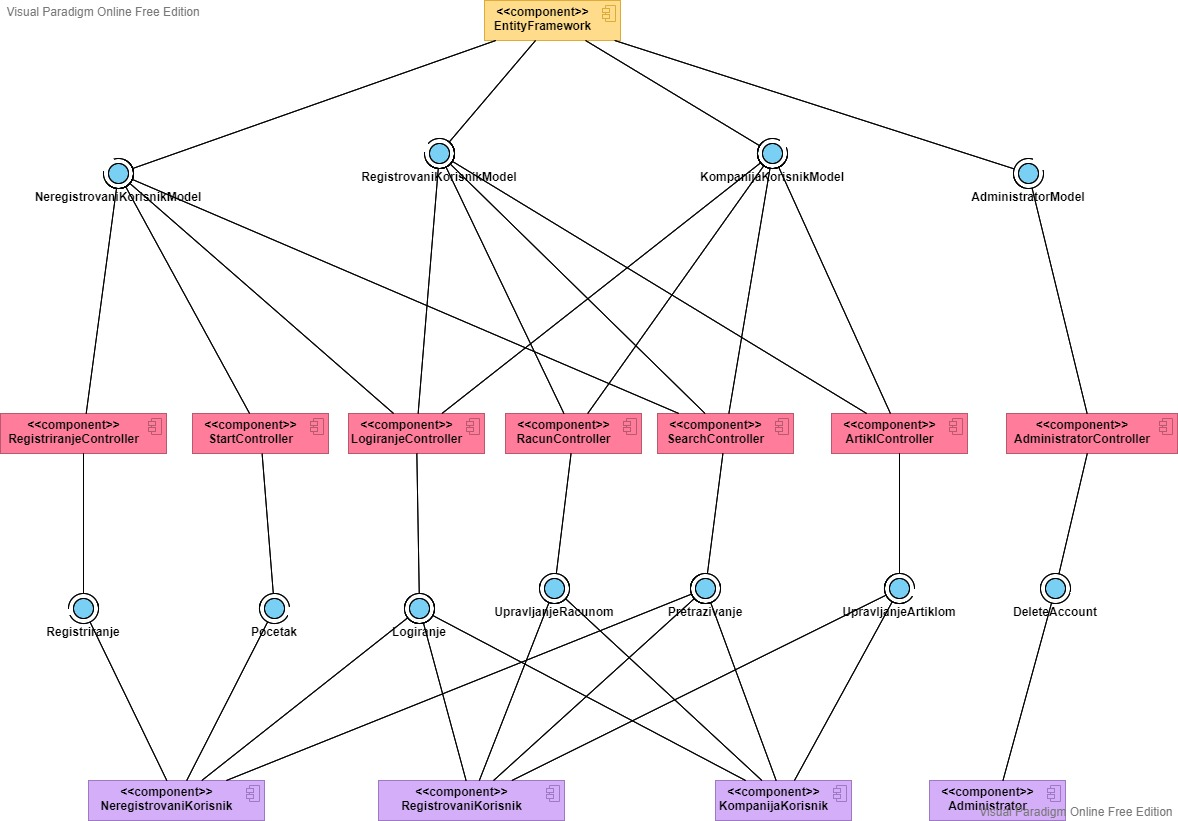 Visual Paradigm Online Free Edition
<<component>>
EntityFramework
NeregistrovaniKorisnikModel
RegistrovaniKorisnikModel
KompanijaKorisnikModel
AdministratorModel
<<component>>
RegistriranjeController
<<component>>
StartController
<<component>>
LogiranjeController
<<component>>
RacunController
<<component>>
SearchController
<<component>>
ArtiklController
<<component>>
AdministratorController
Registriranje
Pocetak
Logiranje
UpravljanjeRacunom
Pretrazivanje
UpravljanjeArtiklom
DeleteAccount
<<component>>
NeregistrovaniKorisnik
<<component>>
RegistrovaniKorisnik
<<component>>
KompanijaKorisnik
<<component>>
Administrator
Visual Paradigm Online Free Edition